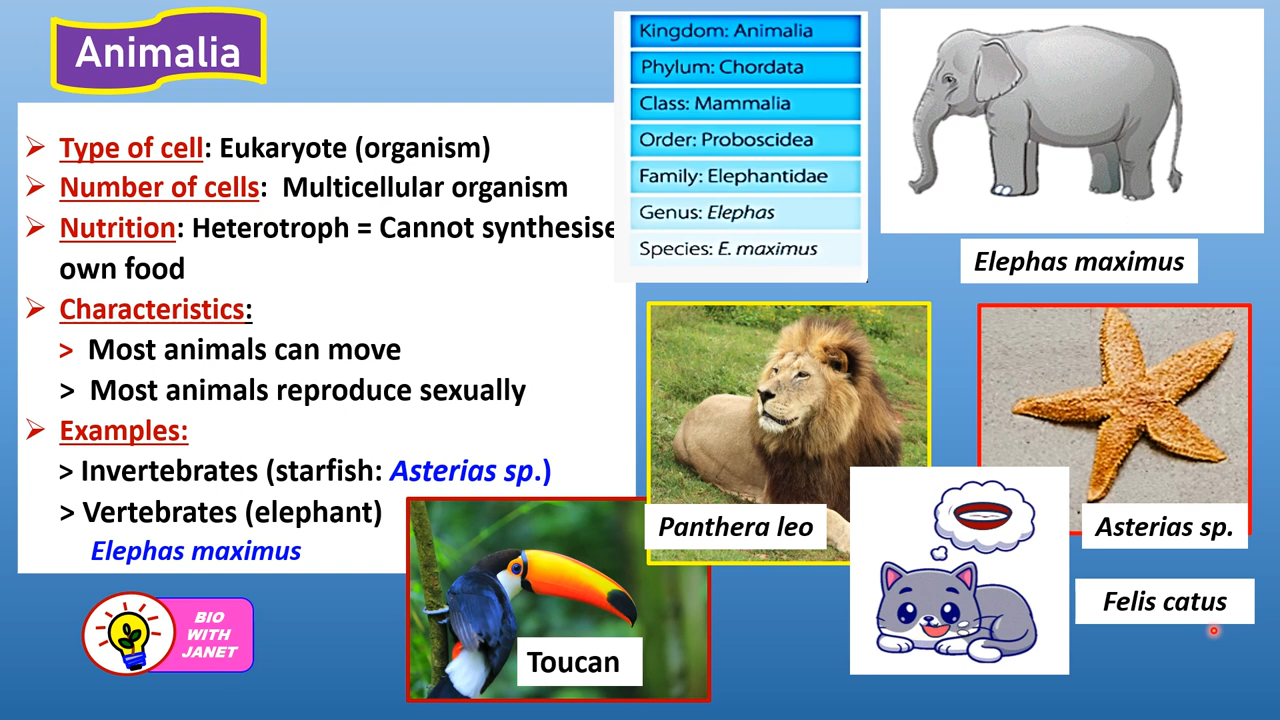 Animalia
➢ Type of cell: Eukaryote (organism)
➢ Number of cells: Multicellular organism
➢ Nutrition: Heterotroph = Cannot synthesise
own food
➢ Characteristics:
> Most animals can move
> Most animals reproduce sexually
➢ Examples:
> Invertebrates (starfish: Asterias sp.)
> Vertebrates (elephant)
Elephas maximus
Kingdom: Animalia
Phylum: Chordata
Class: Mammalia
Order: Proboscidea
Family: Elephantidae
Genus: Elephas
Species: E. maximus
Elephas maximus
Panthera leo
Asterias sp.
Felis catus
Toucan
BIO
WITH
JANET